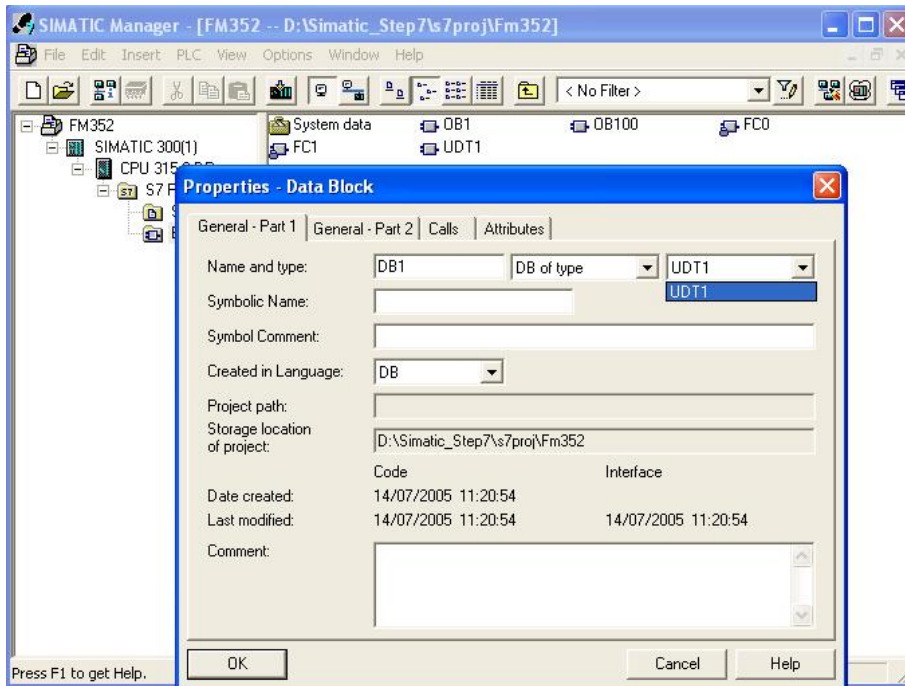 SIMATIC Manager - [FM352 -- D:\Simatic_Step7\s7proj\Fm352]
File Edit Insert PLC View Options Window Help
< No Filter >
FM352
SIMATIC 300(1)
CPU 315
S7
System data OB1 OB100 FC0
FC1 UDT1
Properties - Data Block
General - Part 1 General - Part 2 Calls Attributes
Name and type: DB1 DB of type UDT1
UDT1
Symbolic Name:
Symbol Comment:
Created in Language: DB
Project path:
Storage location
of project: D:\Simatic_Step7\s7proj\Fm352
Code Interface
Date created: 14/07/2005 11:20:54
Last modified: 14/07/2005 11:20:54 14/07/2005 11:20:54
Comment:
OK Cancel Help
Press F1 to get Help.